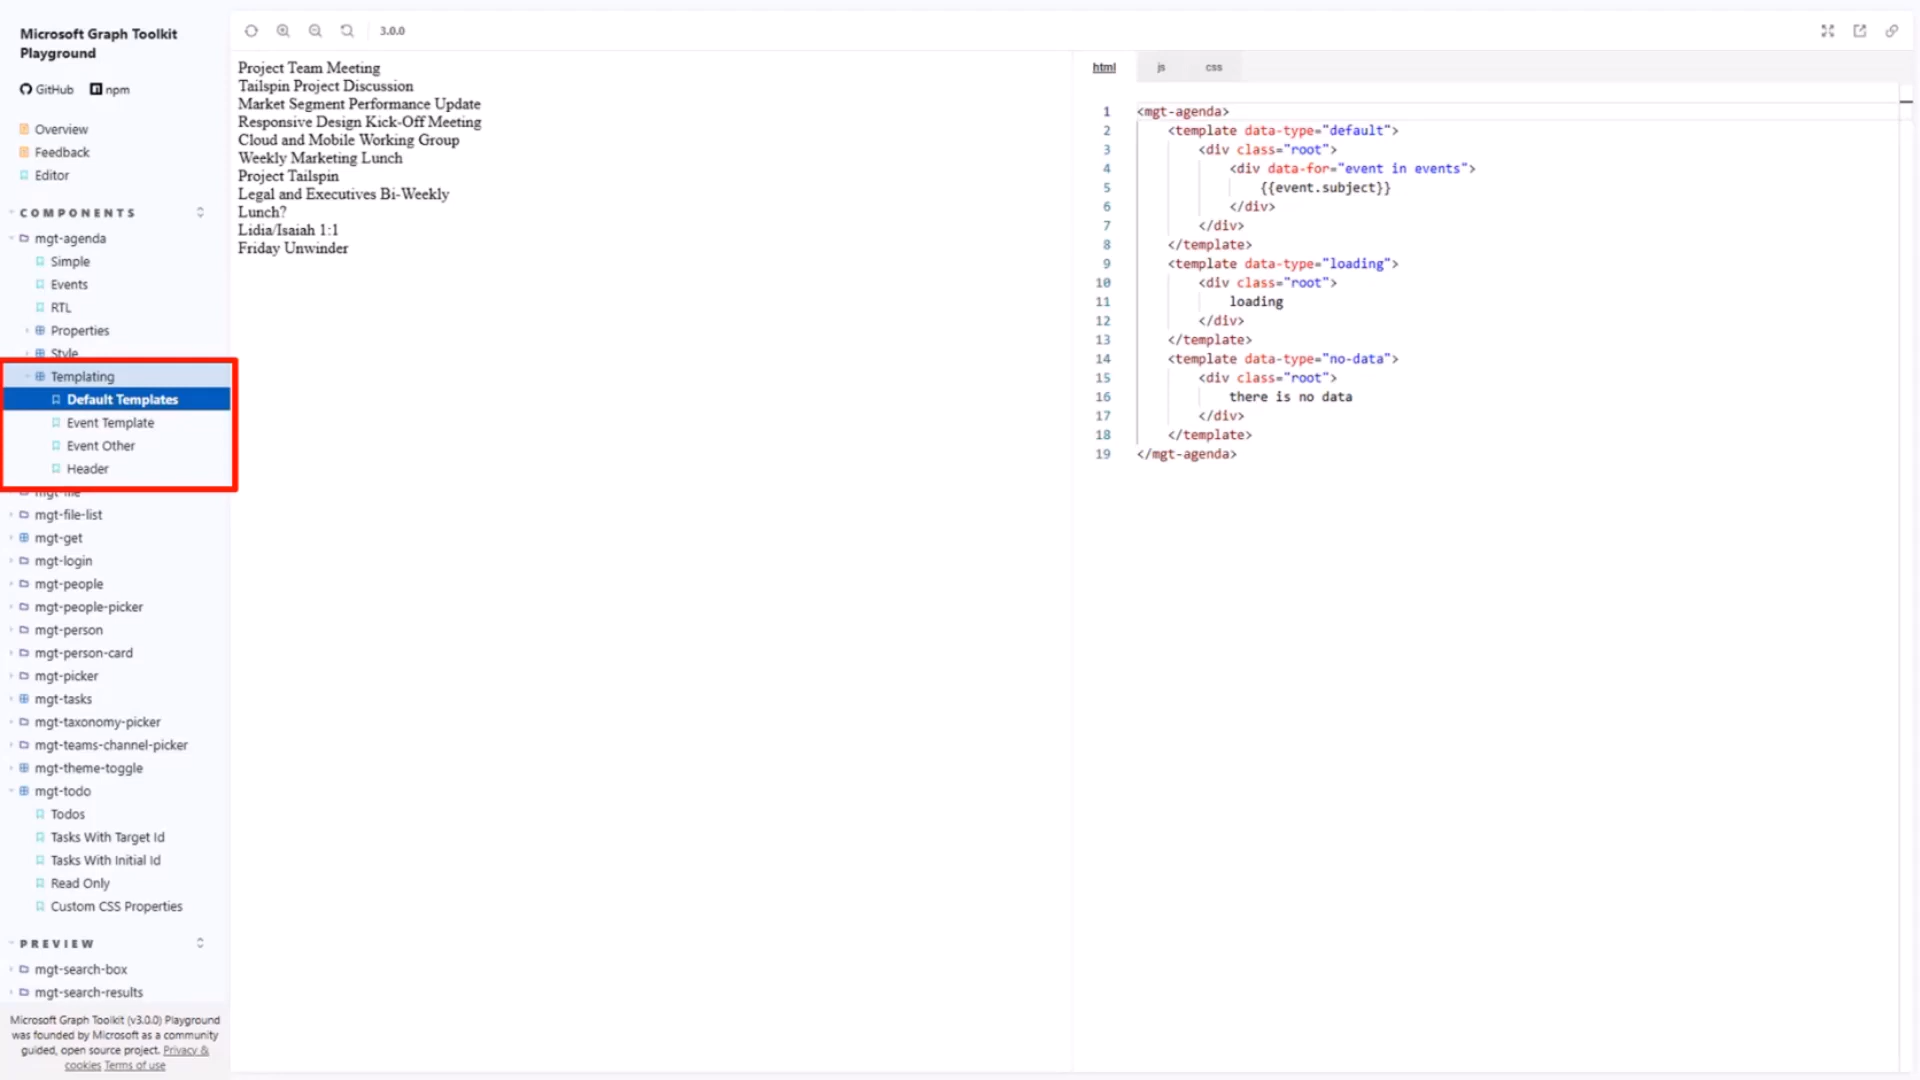 Microsoft Graph Toolkit
Playground
GitHub npm
Overview
Feedback
Editor
COMPONENTS
mgt-agenda
Simple
Events
RTL
Properties
Style
Templating
Default Templates
Event Template
Event Other
Header
mgt-file
mgt-file-list
mgt-get
mgt-login
mgt-people
mgt-people-picker
mgt-person
mgt-person-card
mgt-picker
mgt-tasks
mgt-taxonomy-picker
mgt-teams-channel-picker
mgt-theme-toggle
mgt-todo
Todos
Tasks With Target Id
Tasks With Initial Id
Read Only
Custom CSS Properties
PREVIEW
mgt-search-box
mgt-search-results
Microsoft Graph Toolkit (v3.0.0) Playground
was founded by Microsoft as a community
guided, open source project. Privacy &
cookies Terms of use
3.0.0
Project Team Meeting
Tailspin Project Discussion
Market Segment Performance Update
Responsive Design Kick-Off Meeting
Cloud and Mobile Working Group
Weekly Marketing Lunch
Project Tailspin
Legal and Executives Bi-Weekly
Lunch?
Lidia/Isaiah 1:1
Friday Unwinder
html js css
1 <mgt-agenda>
2 <template data-type="default">
3 <div class="root">
4 <div data-for="event in events">
5 {{event.subject}}
6 </div>
7 </div>
8 </template>
9 <template data-type="loading">
10 <div class="root">
11 loading
12 </div>
13 </template>
14 <template data-type="no-data">
15 <div class="root">
16 there is no data
17 </div>
18 </template>
19 </mgt-agenda>